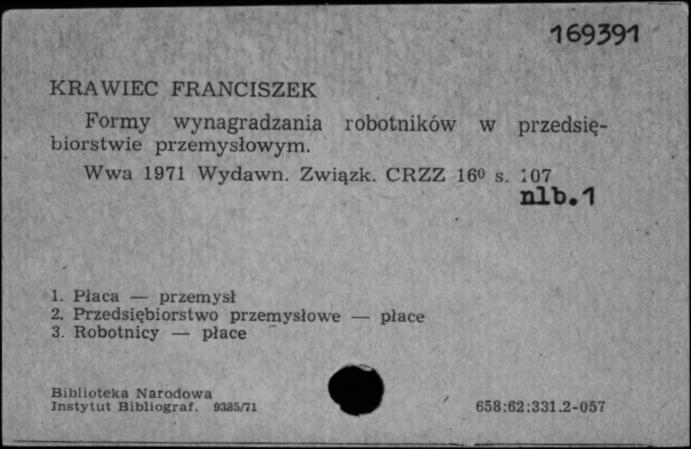 169391
KRAWIEC FRANCISZEK
Formy wynagradzania robotników w przedsię-
biorstwie przemysłowym.
Wwa 1971 Wydawn. Związk. CRZZ 16⁰ s. 107
nlb.1
1. Płaca — przemysł
2. Przedsiębiorstwo przemysłowe — płace
3. Robotnicy — płace
Biblioteka Narodowa
Instytut Bibliograf. 9385/71
658:62:331.2-057